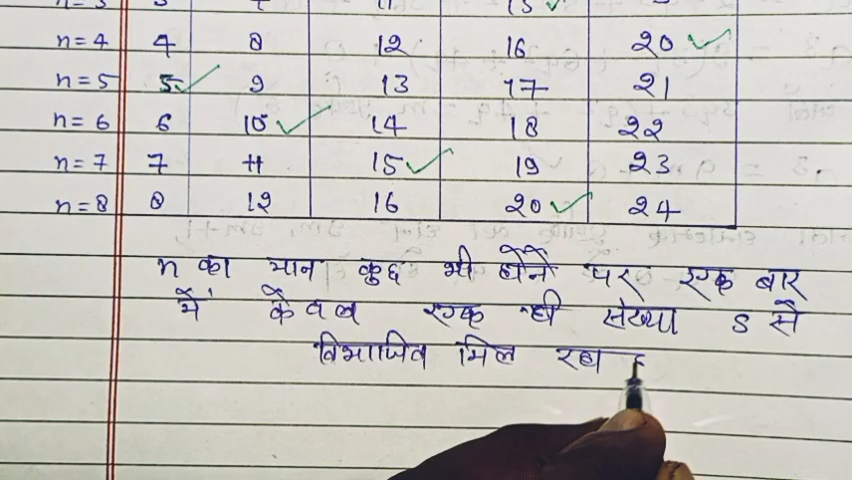 n=4 4 8 12 16 20 ✓
n=5 5 ✓ 9 13 17 21
n=6 6 10 ✓ 14 18 22
n=7 7 11 15 ✓ 19 23
n=8 8 12 16 20 ✓ 24
n का मान कुछ भी होने पर एक बार
में केवल एक ही संख्या 5 से
विभाजित मिल रहा